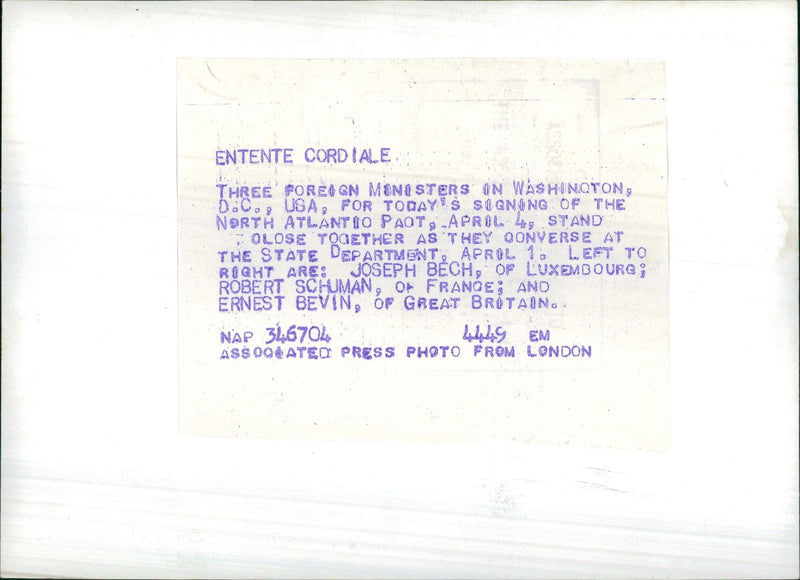 ENTENTE CORDIALE.
THREE FOREIGN MINISTERS IN WASHINGTON,
D.C., USA, FOR TODAY'S SIGNING OF THE
NORTH ATLANTIC PACT, APRIL 4, STAND
CLOSE TOGETHER AS THEY CONVERSE AT
THE STATE DEPARTMENT, APRIL 1. LEFT TO
RIGHT ARE: JOSEPH BECH, OF LUXEMBOURG;
ROBERT SCHUMAN, OF FRANCE; AND
ERNEST BEVIN, OF GREAT BRITAIN.
NAP 346704 4449 EM
ASSOCIATED PRESS PHOTO FROM LONDON